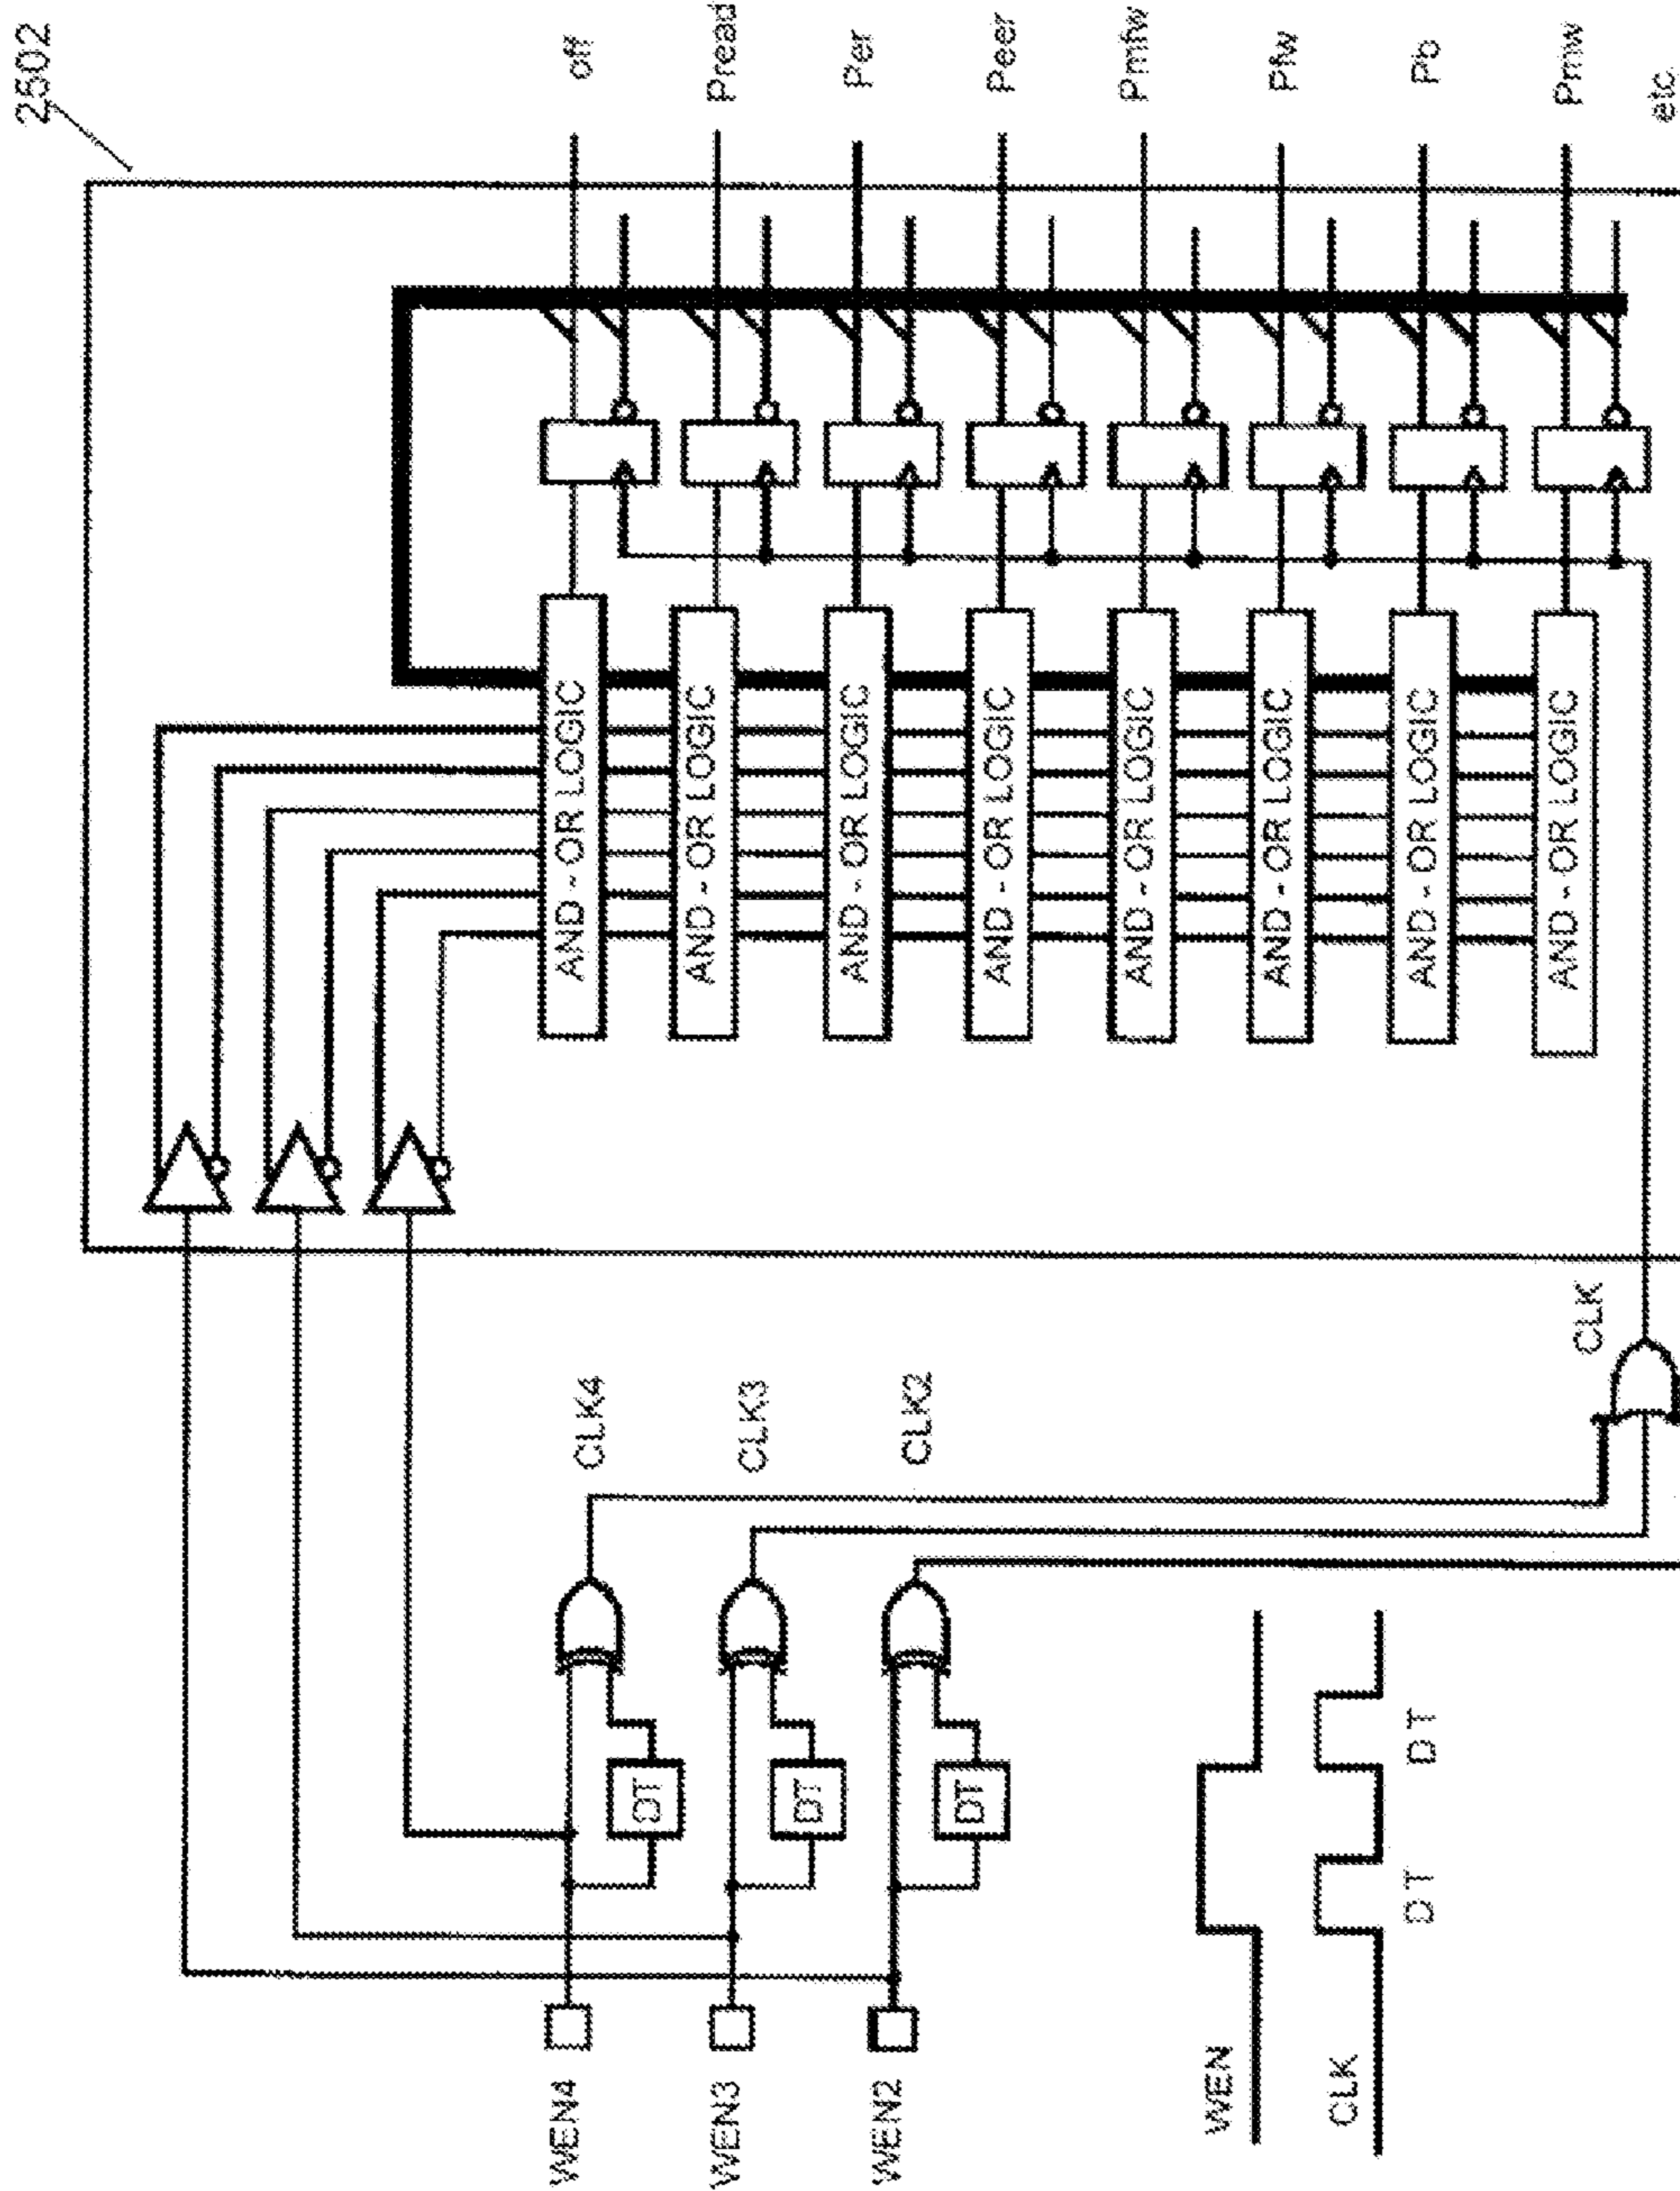 2502
off
Pread
Per
Peer
Pmfw
Pfw
Pb
Pmw
etc.
AND - OR LOGIC
AND - OR LOGIC
AND - OR LOGIC
AND - OR LOGIC
AND - OR LOGIC
AND - OR LOGIC
AND - OR LOGIC
AND - OR LOGIC
CLK4
CLK3
CLK2
CLK
DT
DT
DT
WEN4
WEN3
WEN2
WEN
CLK
DT
DT